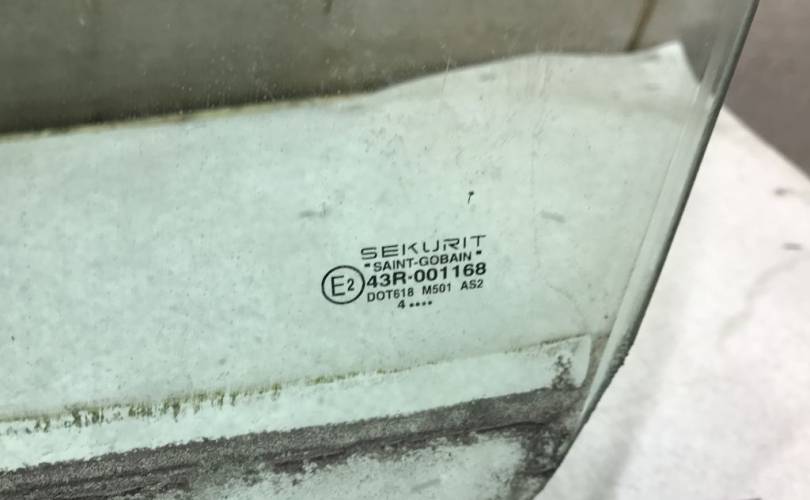 SEKURIT
" SAINT-GOBAIN "
E2 43R-001168
DOT618 M501 AS2
4 ••••